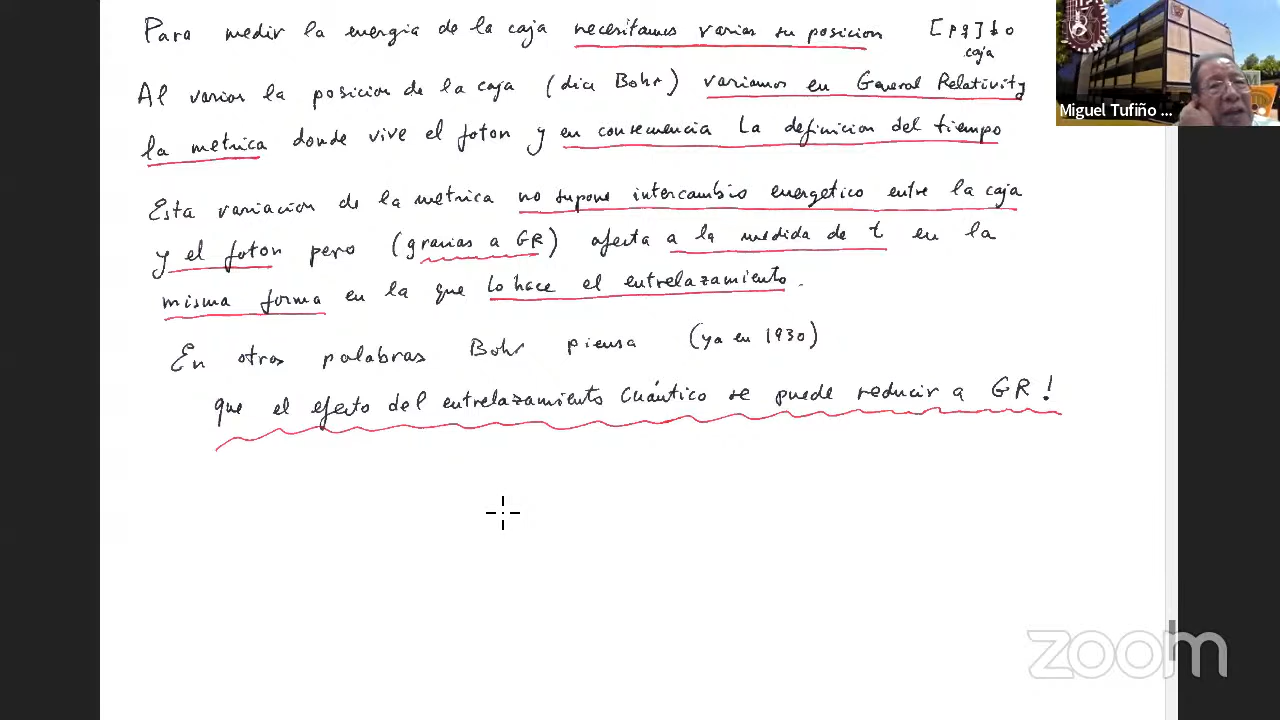 Para medir la energia de la caja necesitamos variar su posicion [p q] ≠ 0
caja
Al variar la posicion de la caja (dice Bohr) variamos en General Relativity
la metrica donde vive el foton y en consecuencia la definicion del tiempo
Esta variacion de la metrica no supone intercambio energetico entre la caja
y el foton pero (gracias a GR) afecta a la medida de t en la
misma forma en la que lo hace el entrelazamiento.
En otras palabras Bohr piensa (ya en 1930)
que el efecto del entrelazamiento Cuántico se puede reducir a GR!
Miguel Tufiño ...
zoom